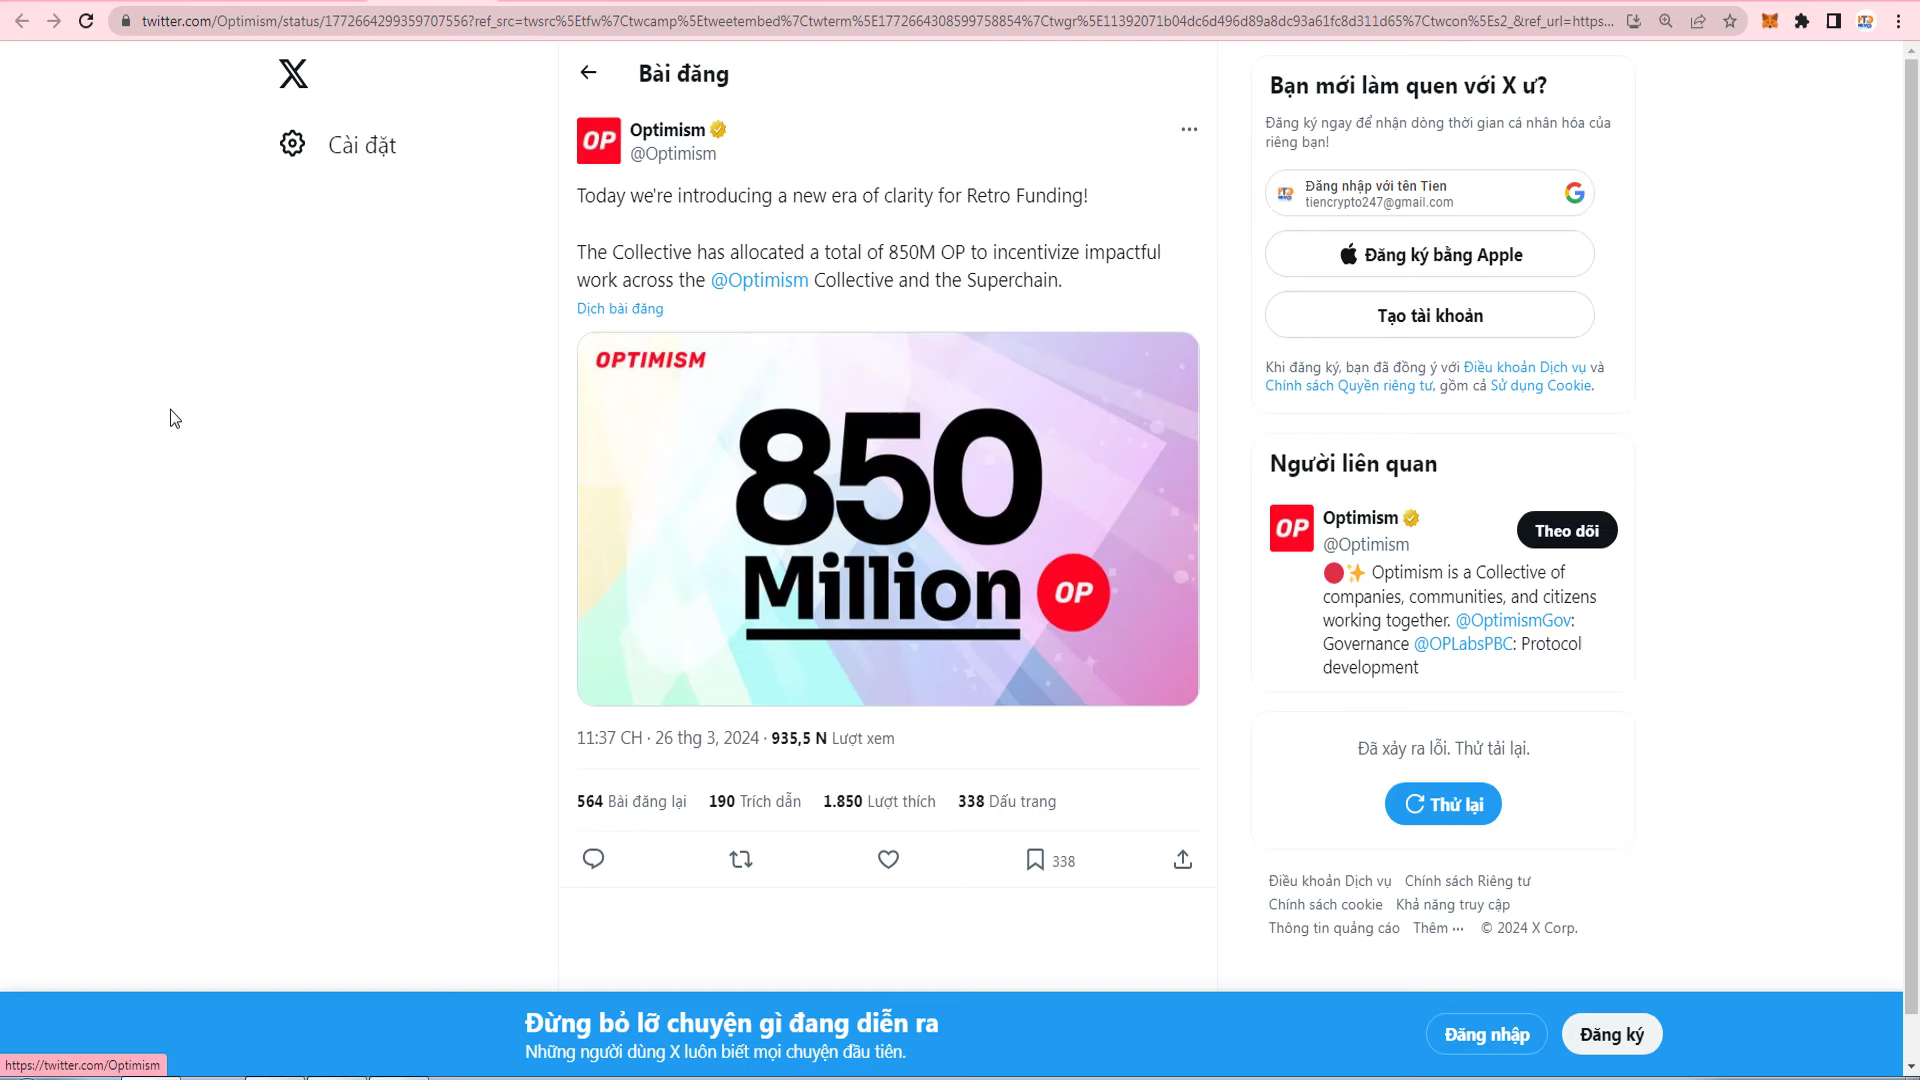 twitter.com/Optimism/status/1772664299359707556?ref_src=twsrc%5Etfw%7Ctwcamp%5Etweetembed%7Ctwterm%5E1772664308599758854%7Ctwgr%5E11392071b04dc6d496d89a8dc93a61fc8d311d65%7Ctwcon%5Es2_&ref_url=https...
X
Cài đặt
Bài đăng
OP
Optimism
@Optimism
Today we're introducing a new era of clarity for Retro Funding!
The Collective has allocated a total of 850M OP to incentivize impactful
work across the @Optimism Collective and the Superchain.
Dịch bài đăng
OPTIMISM
850
Million
OP
11:37 CH · 26 thg 3, 2024 · 935,5 N Lượt xem
564 Bài đăng lại 190 Trích dẫn 1.850 Lượt thích 338 Dấu trang
338
Bạn mới làm quen với X ư?
Đăng ký ngay để nhận dòng thời gian cá nhân hóa của
riêng bạn!
Đăng nhập với tên Tien
tiencrypto247@gmail.com
Đăng ký bằng Apple
Tạo tài khoản
Khi đăng ký, bạn đã đồng ý với Điều khoản Dịch vụ và
Chính sách Quyền riêng tư, gồm cả Sử dụng Cookie.
Người liên quan
OP
Optimism
@Optimism
Theo dõi
Optimism is a Collective of
companies, communities, and citizens
working together. @OptimismGov:
Governance @OPLabsPBC: Protocol
development
Đã xảy ra lỗi. Thử tải lại.
Thử lại
Điều khoản Dịch vụ Chính sách Riêng tư
Chính sách cookie Khả năng truy cập
Thông tin quảng cáo Thêm ··· © 2024 X Corp.
Đừng bỏ lỡ chuyện gì đang diễn ra
Những người dùng X luôn biết mọi chuyện đầu tiên.
Đăng nhập
Đăng ký
https://twitter.com/Optimism